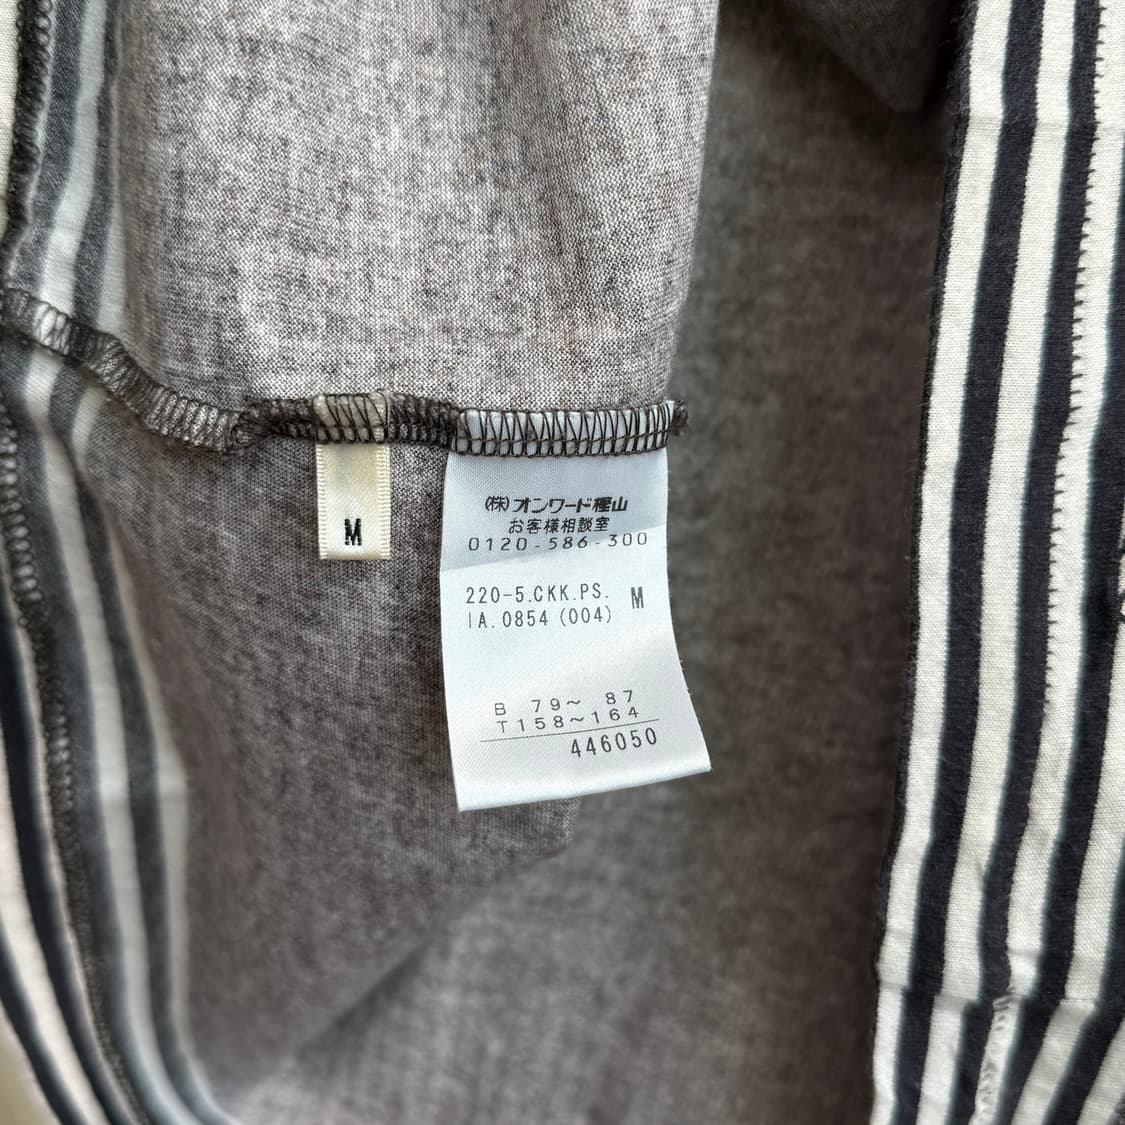 M
(株)オンワード樫山
お客様相談室
0120-586-300
220-5.CKK.PS. M
IA.0854 (004)
B 79~ 87
T158~164
446050